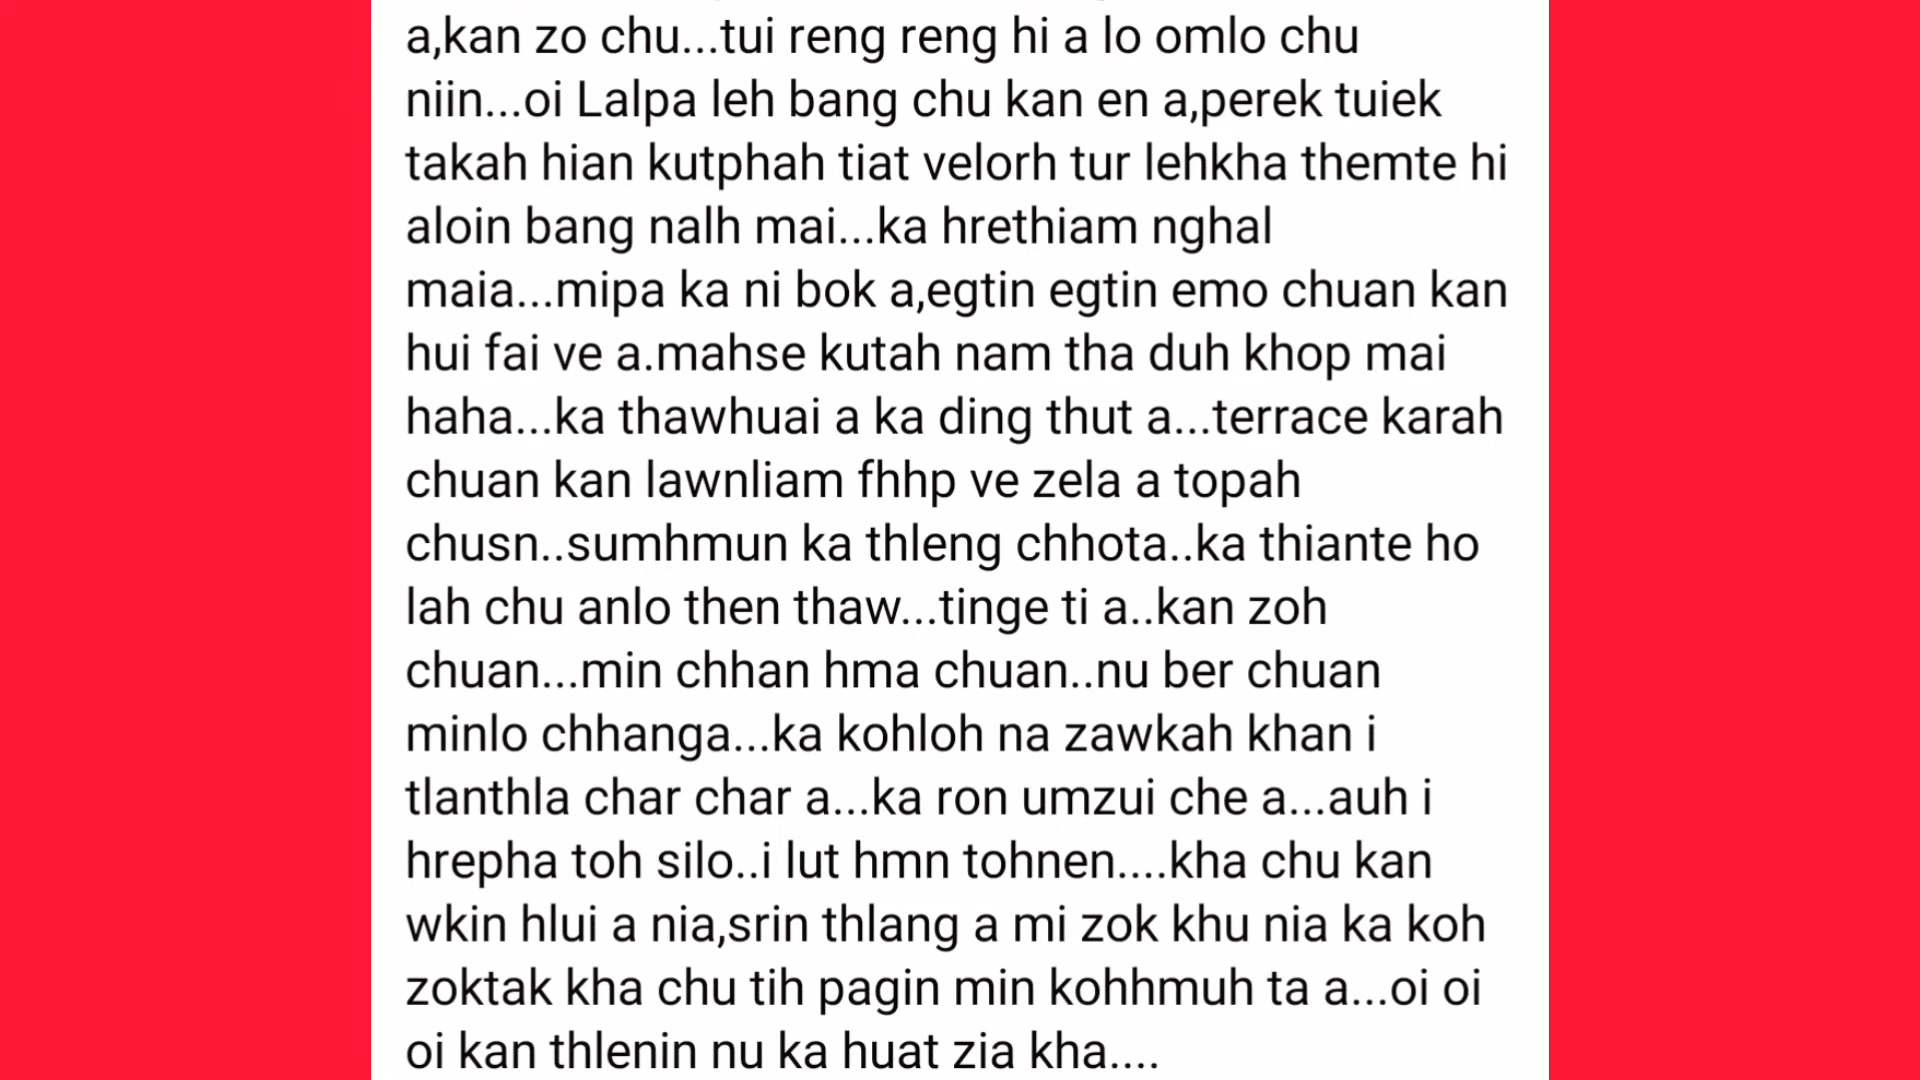 a,kan zo chu...tui reng reng hi a lo omlo chu
niin...oi Lalpa leh bang chu kan en a,perek tuiek
takah hian kutphah tiat velorh tur lehkha themte hi
aloin bang nalh mai...ka hrethiam nghal
maia...mipa ka ni bok a,egtin egtin emo chuan kan
hui fai ve a.mahse kutah nam tha duh khop mai
haha...ka thawhuai a ka ding thut a...terrace karah
chuan kan lawnliam fhhp ve zela a topah
chusn..sumhmun ka thleng chhota..ka thiante ho
lah chu anlo then thaw...tinge ti a..kan zoh
chuan...min chhan hma chuan..nu ber chuan
minlo chhanga...ka kohloh na zawkah khan i
tlanthla char char a...ka ron umzui che a...auh i
hrepha toh silo..i lut hmn tohnen....kha chu kan
wkin hlui a nia,srin thlang a mi zok khu nia ka koh
zoktak kha chu tih pagin min kohhmuh ta a...oi oi
oi kan thlenin nu ka huat zia kha....